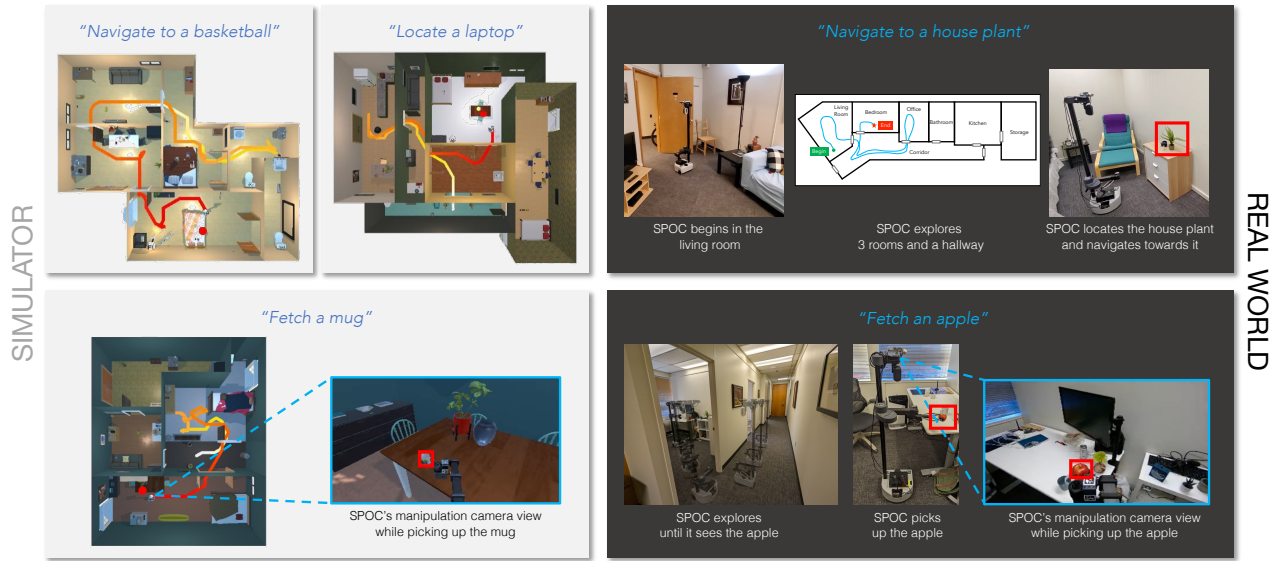 SIMULATOR
“Navigate to a basketball”
“Locate a laptop”
“Fetch a mug”
SPOC’s manipulation camera view
while picking up the mug
REAL WORLD
“Navigate to a house plant”
SPOC begins in the
living room
Living
Room
Bedroom
Office
Bathroom
Kitchen
Storage
Corridor
Begin
End
SPOC explores
3 rooms and a hallway
SPOC locates the house plant
and navigates towards it
“Fetch an apple”
SPOC explores
until it sees the apple
SPOC picks
up the apple
SPOC’s manipulation camera view
while picking up the apple